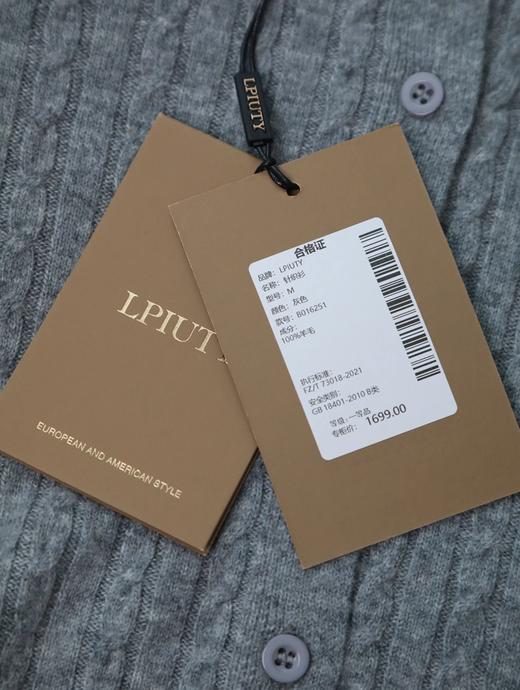 LPIUTY
LPIUTY
EUROPEAN AND AMERICAN STYLE
合格证
品牌: LPIUTY
名称: 针织衫
型号: M
颜色: 灰色
款号: B016251
成分:
100%羊毛
执行标准:
FZ/T 73018-2021
安全类别:
GB 18401-2010 B类
等级: 一等品
专柜价: 1699.00